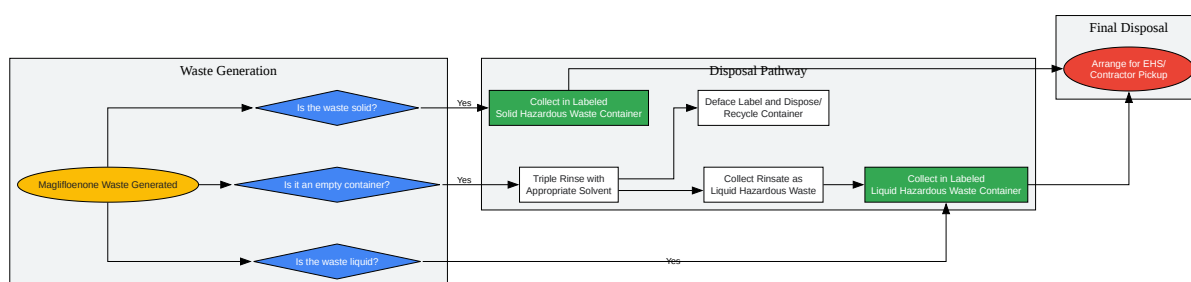 Final Disposal
Arrange for EHS/
Contractor Pickup
Waste Generation
Disposal Pathway
Is the waste solid?
Yes
Collect in Labeled
Solid Hazardous Waste Container
Deface Label and Dispose/
Recycle Container
Maglifloenone Waste Generated
Is it an empty container?
Yes
Triple Rinse with
Appropriate Solvent
Collect Rinsate as
Liquid Hazardous Waste
Collect in Labeled
Liquid Hazardous Waste Container
Is the waste liquid?
Yes